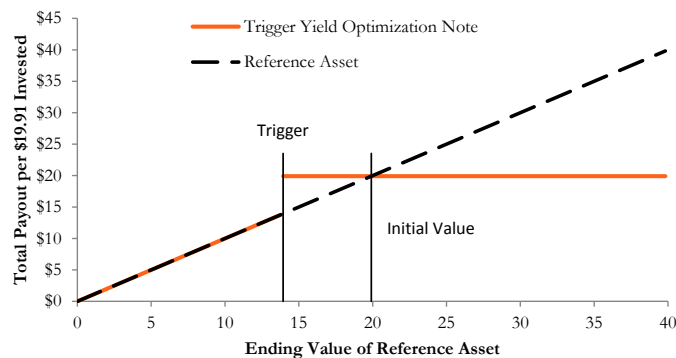 $45
$40
$35
$30
$25
$20
$15
$10
$5
$0
Total Payout per $19.91 Invested
Trigger Yield Optimization Note
Reference Asset
Trigger
Initial Value
0 5 10 15 20 25 30 35 40
Ending Value of Reference Asset